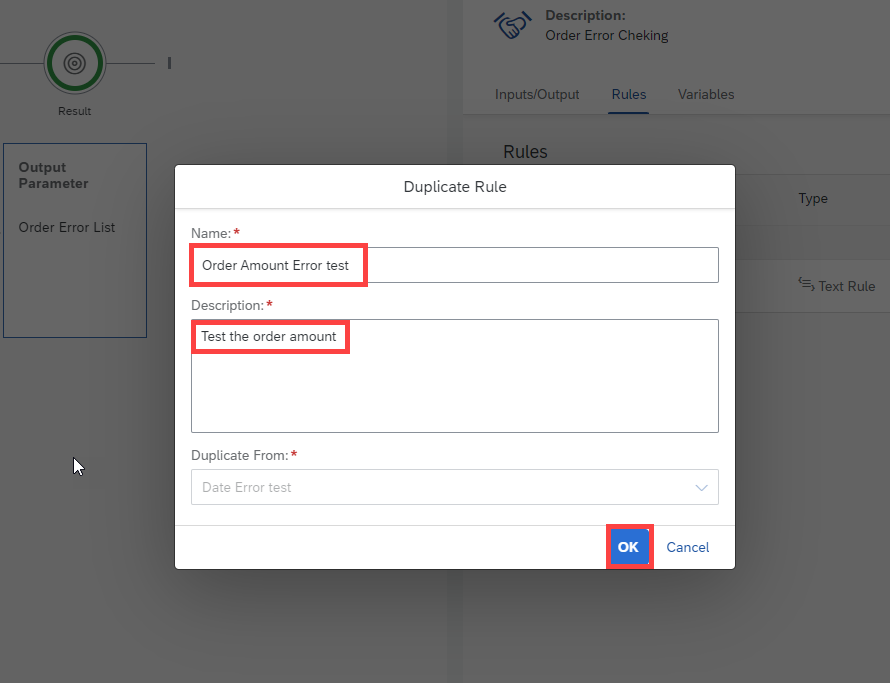 Description:
Order Error Cheking
Inputs/Output Rules Variables
Result
Output
Parameter
Order Error List
Rules
Type
Text Rule
Duplicate Rule
Name:*
Order Amount Error test
Description:*
Test the order amount
Duplicate From:*
Date Error test
OK Cancel